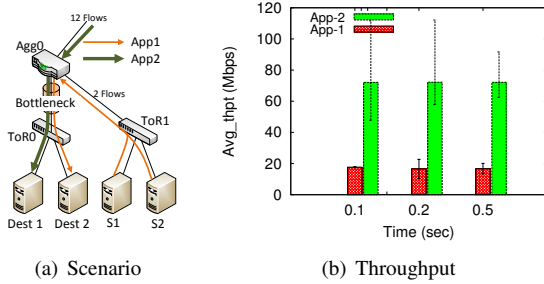 12 Flows
App1
App2
Agg0
Bottleneck
2 Flows
ToR0
ToR1
Dest 1
Dest 2
S1
S2
(a) Scenario
App-2
App-1
Avg_thpt (Mbps)
120
100
80
60
40
20
0
0.1
0.2
0.5
Time (sec)
(b) Throughput